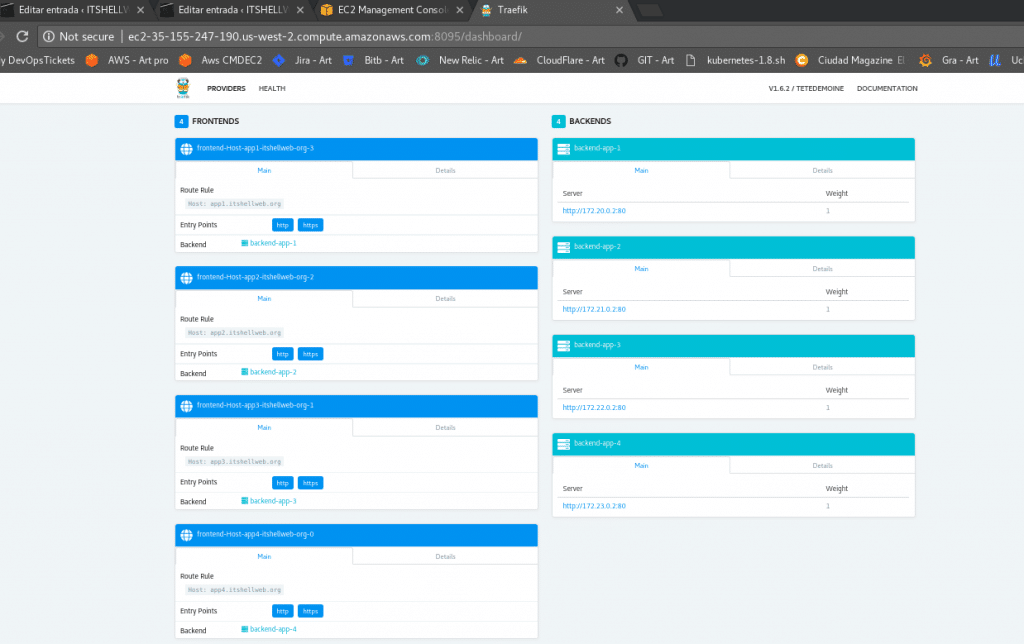 Editar entrada ‹ ITSHELLW
Editar entrada ‹ ITSHELLV
EC2 Management Consol
Traefik
Not secure | ec2-35-155-247-190.us-west-2.compute.amazonaws.com:8095/dashboard/
y DevOpsTickets AWS - Art pro Aws CMDEC2 Jira - Art Bitb - Art New Relic - Art CloudFlare - Art GIT - Art kubernetes-1.8.sh Ciudad Magazine El Gra - Art Uc
PROVIDERS HEALTH V1.6.2 / TETEDEMOINE DOCUMENTATION
4 FRONTENDS
frontend-Host-app1-itshellweb-org-3
Main Details
Route Rule
Host: app1.itshellweb.org
Entry Points http https
Backend backend-app-1
frontend-Host-app2-itshellweb-org-2
Main Details
Route Rule
Host: app2.itshellweb.org
Entry Points http https
Backend backend-app-2
frontend-Host-app3-itshellweb-org-1
Main Details
Route Rule
Host: app3.itshellweb.org
Entry Points http https
Backend backend-app-3
frontend-Host-app4-itshellweb-org-0
Main Details
Route Rule
Host: app4.itshellweb.org
Entry Points http https
Backend backend-app-4
4 BACKENDS
backend-app-1
Main Details
Server Weight
http://172.20.0.2:80 1
backend-app-2
Main Details
Server Weight
http://172.21.0.2:80 1
backend-app-3
Main Details
Server Weight
http://172.22.0.2:80 1
backend-app-4
Main Details
Server Weight
http://172.23.0.2:80 1